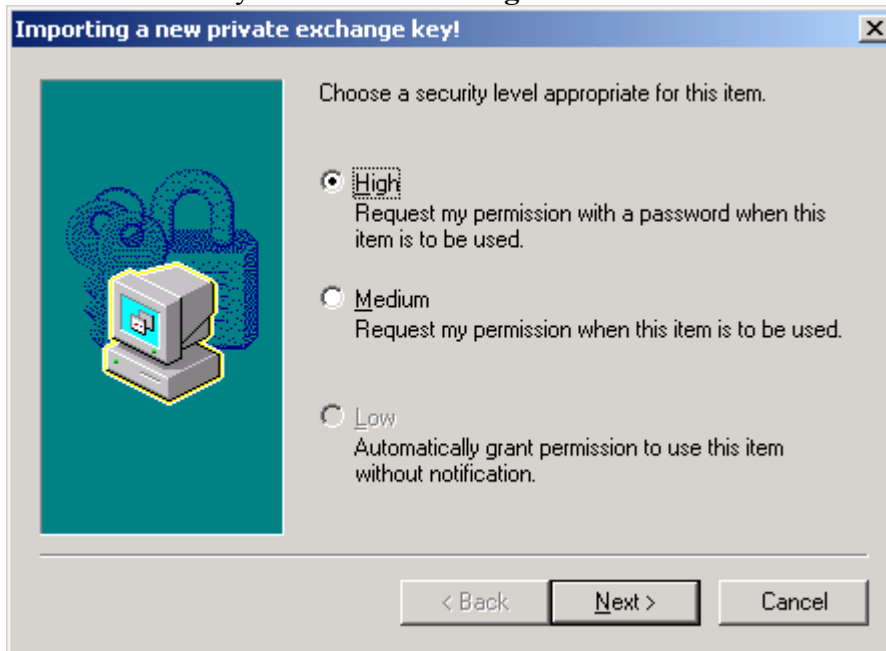 Importing a new private exchange key!
Choose a security level appropriate for this item.
High
Request my permission with a password when this
item is to be used.
Medium
Request my permission when this item is to be used.
Low
Automatically grant permission to use this item
without notification.
< Back
Next >
Cancel